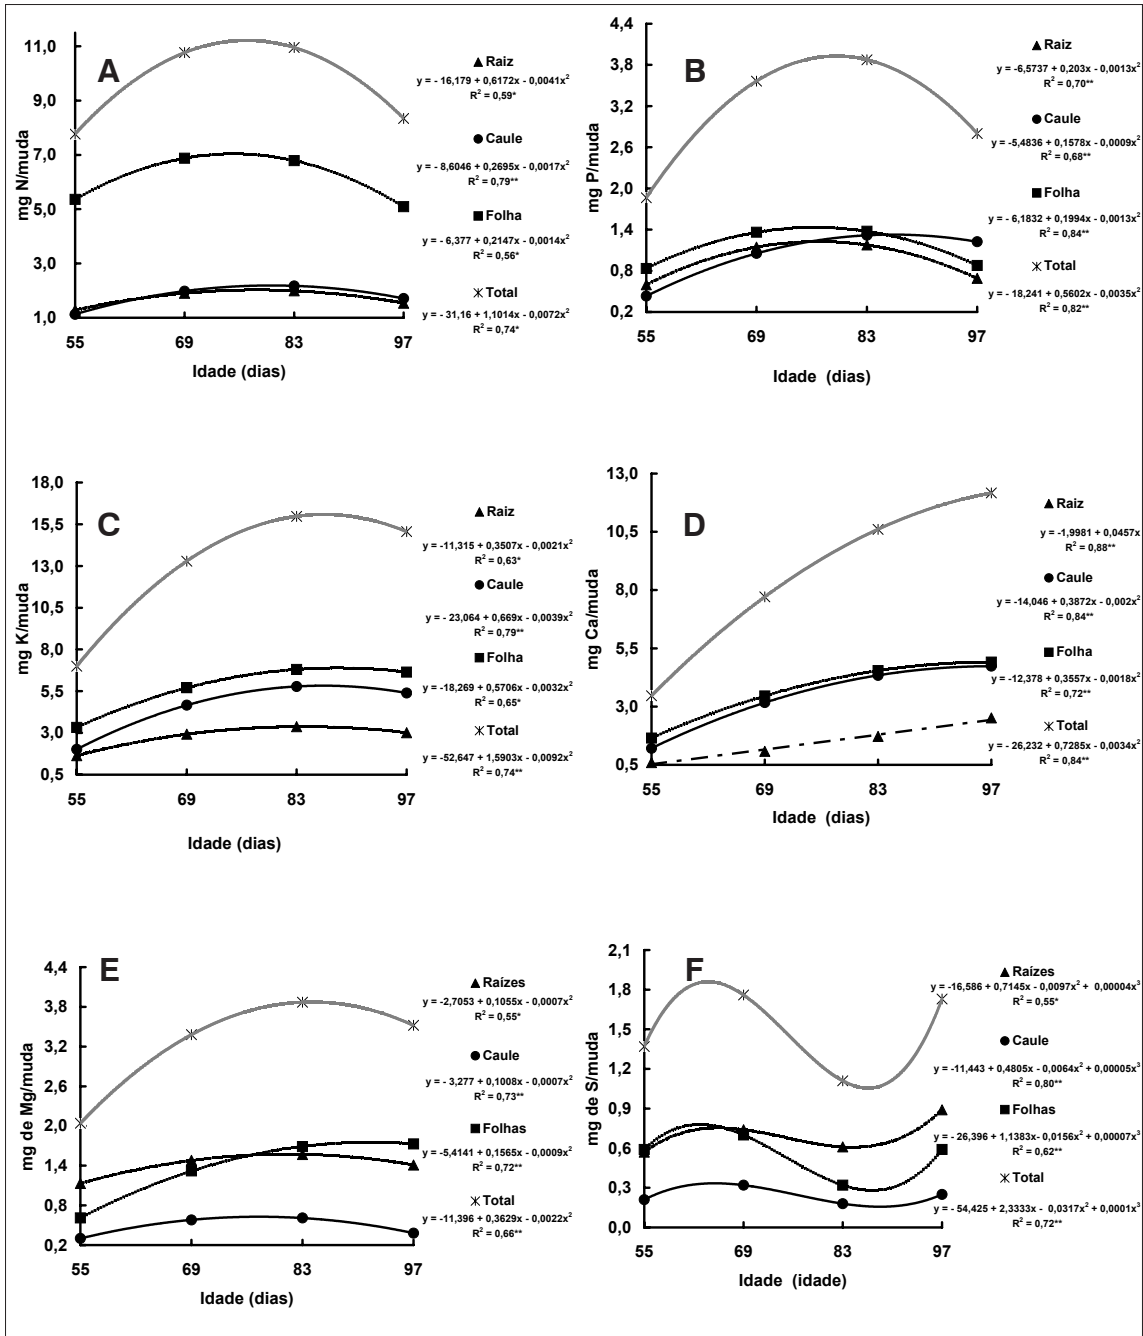 A
mg N/muda
11,0
9,0
7,0
5,0
3,0
1,0
55 69 83 97
Idade (dias)
Raiz
y = - 16,179 + 0,6172x - 0,0041x²
R² = 0,59*
Caule
y = - 8,6046 + 0,2695x - 0,0017x²
R² = 0,79**
Folha
y = - 6,377 + 0,2147x - 0,0014x²
R² = 0,56*
Total
y = - 31,16 + 1,1014x - 0,0072x²
R² = 0,74*
B
mg P/muda
4,4
3,8
3,2
2,6
2,0
1,4
0,8
0,2
55 69 83 97
Idade (dias)
Raiz
y = -6,5737 + 0,203x - 0,0013x²
R² = 0,70**
Caule
y = -5,4836 + 0,1578x - 0,0009x²
R² = 0,68**
Folha
y = - 6,1832 + 0,1994x - 0,0013x²
R² = 0,84**
Total
y = - 18,241 + 0,5602x - 0,0035x²
R² = 0,82**
C
mg K/muda
18,0
15,5
13,0
10,5
8,0
5,5
3,0
0,5
55 69 83 97
Idade (dias)
Raiz
y = -11,315 + 0,3507x - 0,0021x²
R² = 0,63*
Caule
y = - 23,064 + 0,669x - 0,0039x²
R² = 0,79**
Folha
y = -18,269 + 0,5706x - 0,0032x²
R² = 0,65*
Total
y = -52,647 + 1,5903x - 0,0092x²
R² = 0,74**
D
mg Ca/muda
13,0
10,5
8,0
5,5
3,0
0,5
55 69 83 97
Idade (dias)
Raiz
y = -1,9981 + 0,0457x
R² = 0,88**
Caule
y = -14,046 + 0,3872x - 0,002x²
R² = 0,84**
Folha
y = -12,378 + 0,3557x - 0,0018x²
R² = 0,72**
Total
y = - 26,232 + 0,7285x - 0,0034x²
R² = 0,84**
E
mg de Mg/muda
4,4
3,8
3,2
2,6
2,0
1,4
0,8
0,2
55 69 83 97
Idade (dias)
Raízes
y = -2,7053 + 0,1055x - 0,0007x²
R² = 0,55*
Caule
y = - 3,277 + 0,1008x - 0,0007x²
R² = 0,73**
Folhas
y = -5,4141 + 0,1565x - 0,0009x²
R² = 0,72**
Total
y = -11,396 + 0,3629x - 0,0022x²
R² = 0,66**
F
mg de S/muda
2,1
1,8
1,5
1,2
0,9
0,6
0,3
0,0
55 69 83 97
Idade (idade)
Raízes
y = -16,586 + 0,7145x - 0,0097x² + 0,00004x³
R² = 0,55*
Caule
y = -11,443 + 0,4805x - 0,0064x² + 0,00005x³
R² = 0,80**
Folhas
y = - 26,396 + 1,1383x - 0,0156x² + 0,00007x³
R² = 0,62**
Total
y = - 54,425 + 2,3333x - 0,0317x² + 0,0001x³
R² = 0,72**